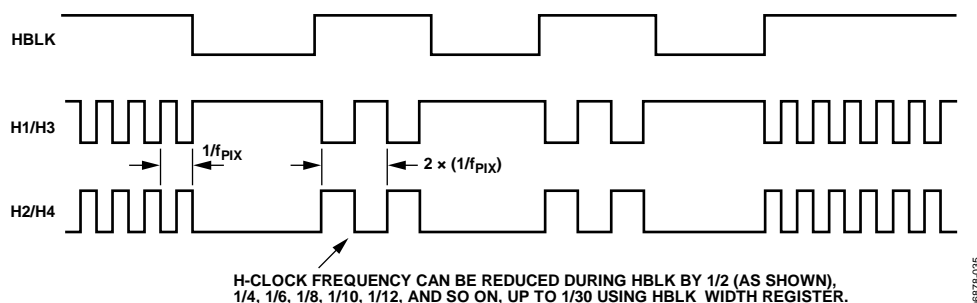 HBLK
H1/H3
1/fPIX
2 × (1/fPIX)
H2/H4
H-CLOCK FREQUENCY CAN BE REDUCED DURING HBLK BY 1/2 (AS SHOWN),
1/4, 1/6, 1/8, 1/10, 1/12, AND SO ON, UP TO 1/30 USING HBLK_WIDTH REGISTER.